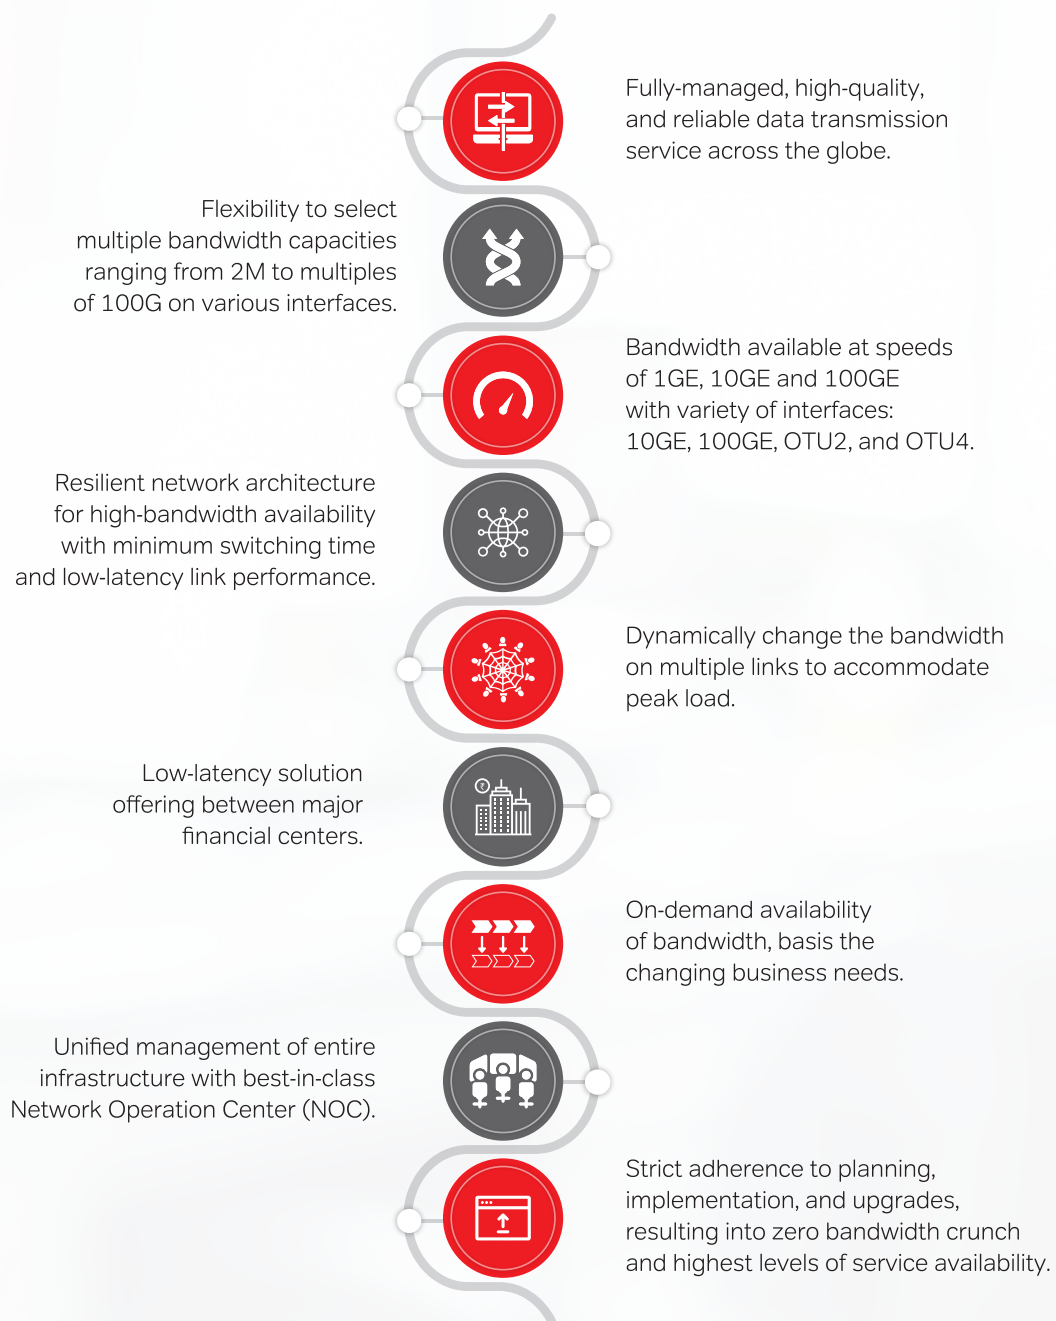 Fully-managed, high-quality,
and reliable data transmission
service across the globe.
Flexibility to select
multiple bandwidth capacities
ranging from 2M to multiples
of 100G on various interfaces.
Bandwidth available at speeds
of 1GE, 10GE and 100GE
with variety of interfaces:
10GE, 100GE, OTU2, and OTU4.
Resilient network architecture
for high-bandwidth availability
with minimum switching time
and low-latency link performance.
Dynamically change the bandwidth
on multiple links to accommodate
peak load.
Low-latency solution
offering between major
financial centers.
₹
On-demand availability
of bandwidth, basis the
changing business needs.
Unified management of entire
infrastructure with best-in-class
Network Operation Center (NOC).
Strict adherence to planning,
implementation, and upgrades,
resulting into zero bandwidth crunch
and highest levels of service availability.